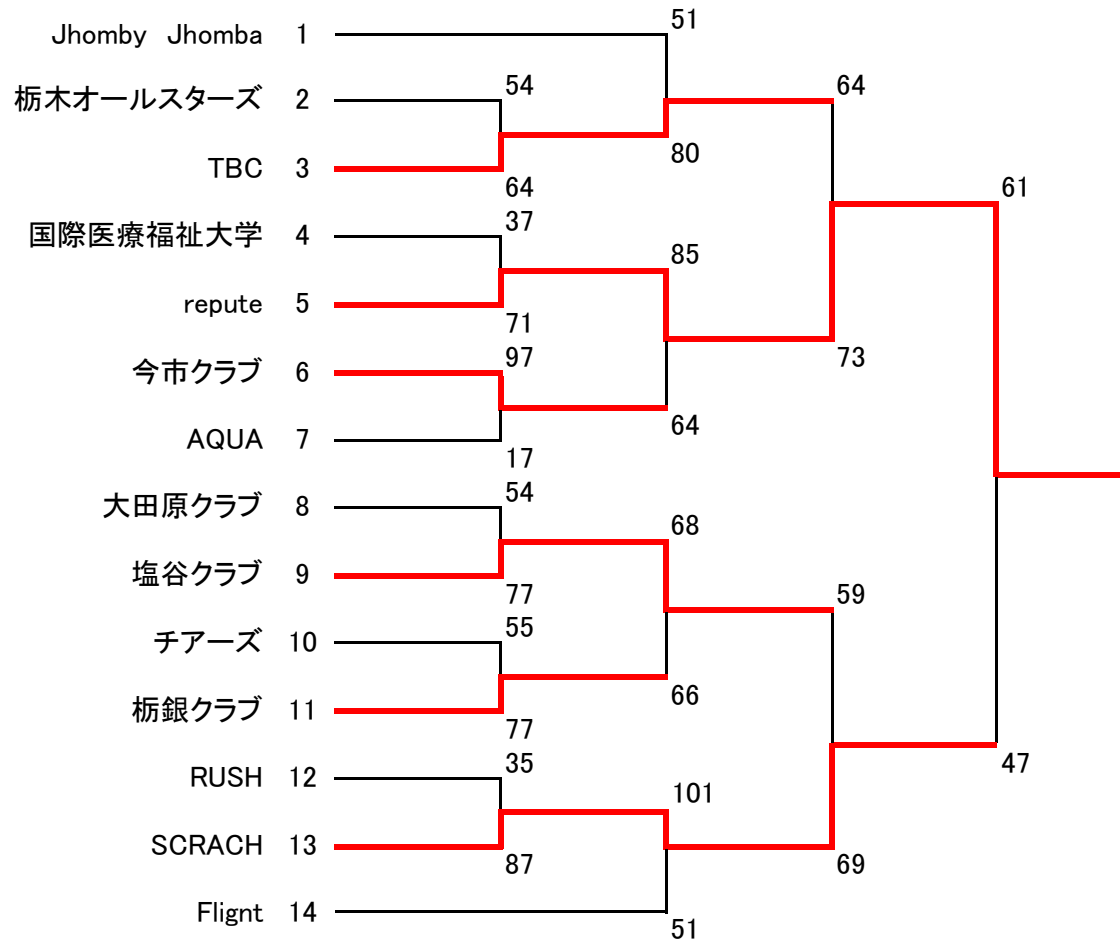 51
Jhomby Jhomba 1
54 64
栃木オールスターズ 2
80
TBC 3
64 61
37
国際医療福祉大学 4
85
repute 5
71
97 73
今市クラブ 6
64
AQUA 7
17
54
大田原クラブ 8
68
塩谷クラブ 9
77 59
55
チアーズ 10
66
栃銀クラブ 11
77
35 47
RUSH 12
101
SCRACH 13
87 69
Flignt 14
51